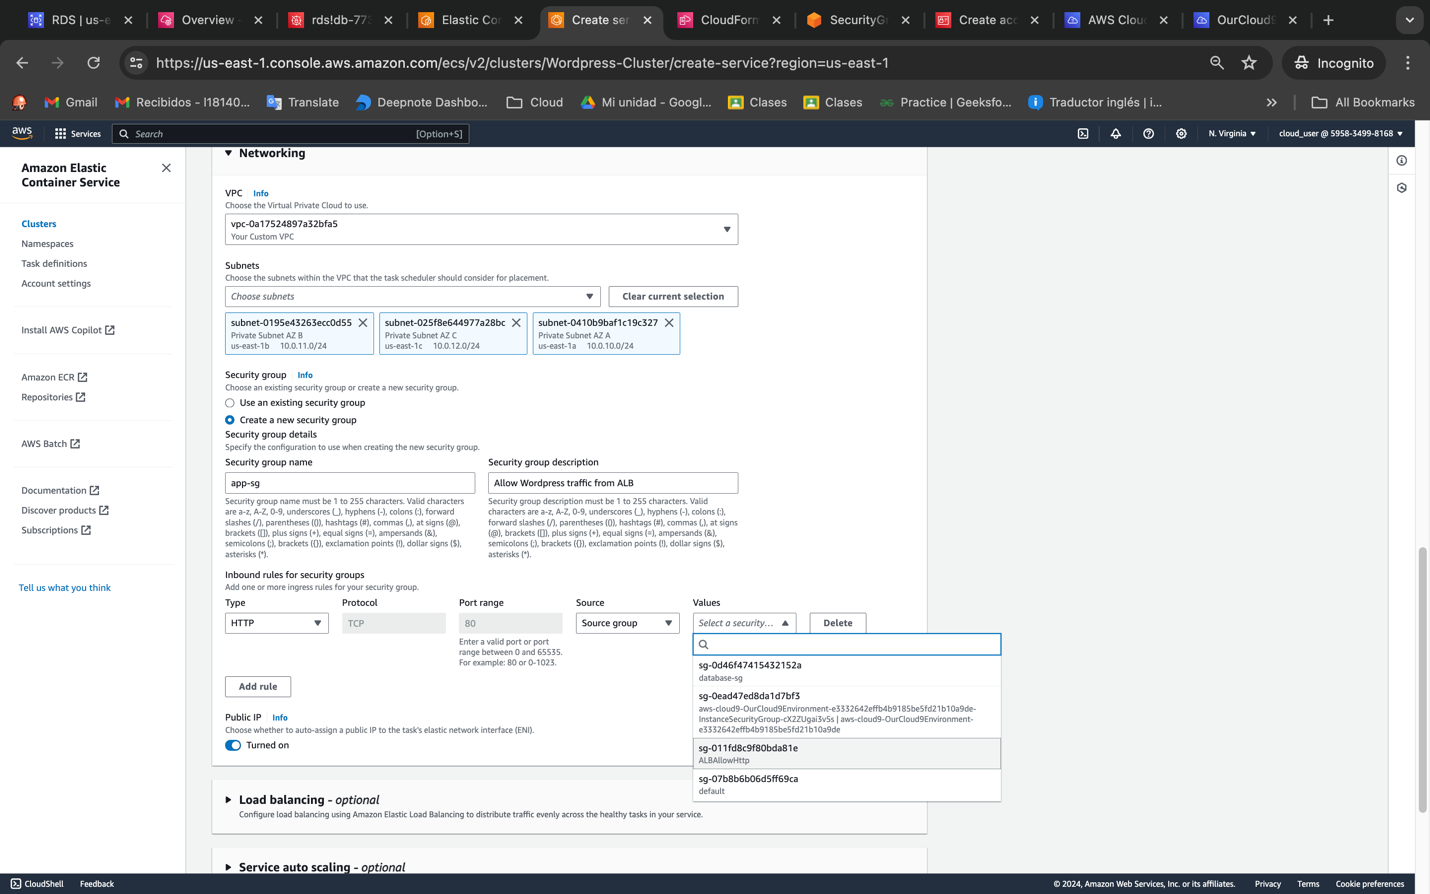 RDS | us-e
Overview
rds!db-773
Elastic Con
Create ser
CloudForm
SecurityGr
Create acc
AWS Clou
OurCloud9
https://us-east-1.console.aws.amazon.com/ecs/v2/clusters/Wordpress-Cluster/create-service?region=us-east-1
Incognito
Gmail
Recibidos - l18140...
Translate
Deepnote Dashbo...
Cloud
Mi unidad - Googl...
Clases
Clases
Practice | Geeksfo...
Traductor inglés | i...
All Bookmarks
aws
Services
Search
[Option+S]
N. Virginia
cloud_user @ 5958-3499-8168
Amazon Elastic
Container Service
Clusters
Namespaces
Task definitions
Account settings
Install AWS Copilot
Amazon ECR
Repositories
AWS Batch
Documentation
Discover products
Subscriptions
Tell us what you think
Networking
VPC Info
Choose the Virtual Private Cloud to use.
vpc-0a17524897a32bfa5
Your Custom VPC
Subnets
Choose the subnets within the VPC that the task scheduler should consider for placement.
Choose subnets
Clear current selection
subnet-0195e43263ecc0d55
Private Subnet AZ B
us-east-1b 10.0.11.0/24
subnet-025f8e644977a28bc
Private Subnet AZ C
us-east-1c 10.0.12.0/24
subnet-0410b9baf1c19c327
Private Subnet AZ A
us-east-1a 10.0.10.0/24
Security group Info
Choose an existing security group or create a new security group.
Use an existing security group
Create a new security group
Security group details
Specify the configuration to use when creating the new security group.
Security group name
app-sg
Security group name must be 1 to 255 characters. Valid characters
are a-z, A-Z, 0-9, underscores (_), hyphens (-), colons (:), forward
slashes (/), parentheses (()), hashtags (#), commas (,), at signs (@),
brackets ([]), plus signs (+), equal signs (=), ampersands (&),
semicolons (;), brackets ({}), exclamation points (!), dollar signs ($),
asterisks (*).
Security group description
Allow Wordpress traffic from ALB
Security group description must be 1 to 255 characters. Valid
characters are a-z, A-Z, 0-9, underscores (_), hyphens (-), colons (:),
forward slashes (/), parentheses (()), hashtags (#), commas (,), at signs
(@), brackets ([]), plus signs (+), equal signs (=), ampersands (&),
semicolons (;), brackets ({}), exclamation points (!), dollar signs ($),
asterisks (*).
Inbound rules for security groups
Add one or more ingress rules for your security group.
Type
Protocol
Port range
Source
Values
HTTP
TCP
80
Source group
Select a security...
Delete
Enter a valid port or port
range between 0 and 65535.
For example: 80 or 0-1023.
sg-0d46f47415432152a
database-sg
sg-0ead47ed8da1d7bf3
aws-cloud9-OurCloud9Environment-e3332642effb4b9185be5fd21b10a9de-
InstanceSecurityGroup-cX2ZUgai3v5s | aws-cloud9-OurCloud9Environment-
e3332642effb4b9185be5fd21b10a9de
sg-011fd8c9f80bda81e
ALBAllowHttp
sg-07b8b6b06d5ff69ca
default
Add rule
Public IP Info
Choose whether to auto-assign a public IP to the task's elastic network interface (ENI).
Turned on
Load balancing - optional
Configure load balancing using Amazon Elastic Load Balancing to distribute traffic evenly across the healthy tasks in your service.
Service auto scaling - optional
CloudShell
Feedback
© 2024, Amazon Web Services, Inc. or its affiliates.
Privacy
Terms
Cookie preferences